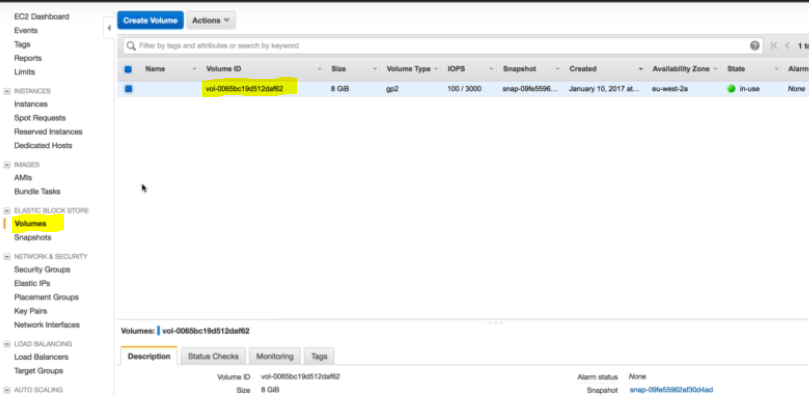 EC2 Dashboard
Events
Tags
Reports
Limits
INSTANCES
Instances
Spot Requests
Reserved Instances
Dedicated Hosts
IMAGES
AMIs
Bundle Tasks
ELASTIC BLOCK STORE
Volumes
Snapshots
NETWORK & SECURITY
Security Groups
Elastic IPs
Placement Groups
Key Pairs
Network Interfaces
LOAD BALANCING
Load Balancers
Target Groups
AUTO SCALING
Create Volume Actions
Filter by tags and attributes or search by keyword 1 to
Name Volume ID Size Volume Type IOPS Snapshot Created Availability Zone State Alarm
vol-0065bc19d512daf62 8 GiB gp2 100 / 3000 snap-09fe5596... January 10, 2017 at... eu-west-2a in-use None
Volumes: vol-0065bc19d512daf62
Description Status Checks Monitoring Tags
Volume ID vol-0065bc19d512daf62 Alarm status None
Size 8 GiB Snapshot snap-09fe55962af30d4ad